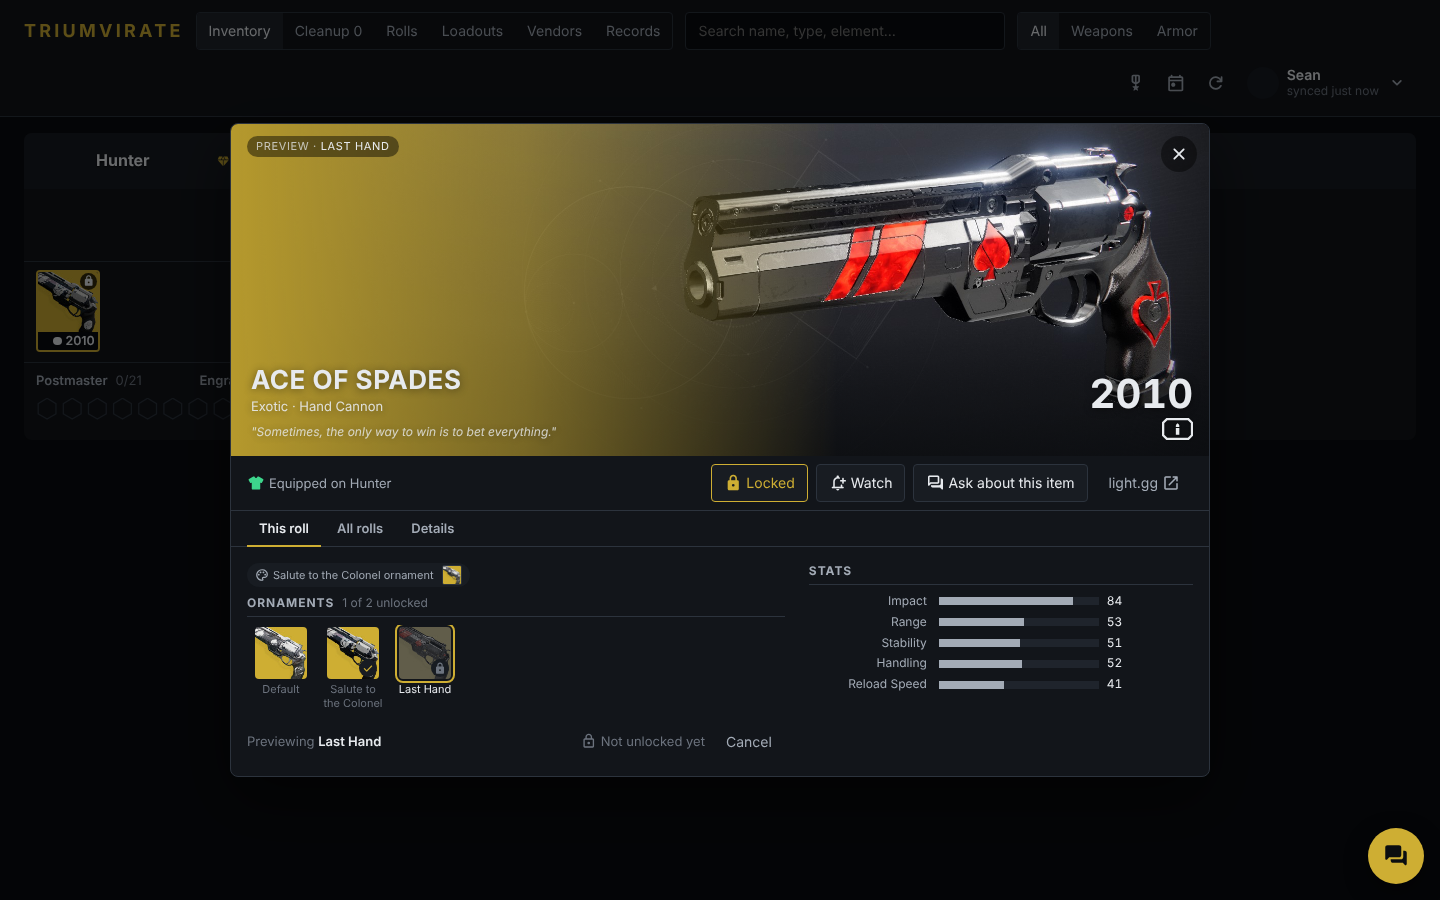 TRIUMVIRATE
Inventory
Cleanup 0
Rolls
Loadouts
Vendors
Records
Search name, type, element...
All
Weapons
Armor
Sean
synced just now
Hunter
2010
Postmaster 0/21
Engra
PREVIEW · LAST HAND
ACE OF SPADES
Exotic · Hand Cannon
"Sometimes, the only way to win is to bet everything."
2010
Equipped on Hunter
Locked
Watch
Ask about this item
light.gg
This roll
All rolls
Details
Salute to the Colonel ornament
ORNAMENTS 1 of 2 unlocked
Default
Salute to
the Colonel
Last Hand
Previewing Last Hand
Not unlocked yet
Cancel
STATS
Impact 84
Range 53
Stability 51
Handling 52
Reload Speed 41